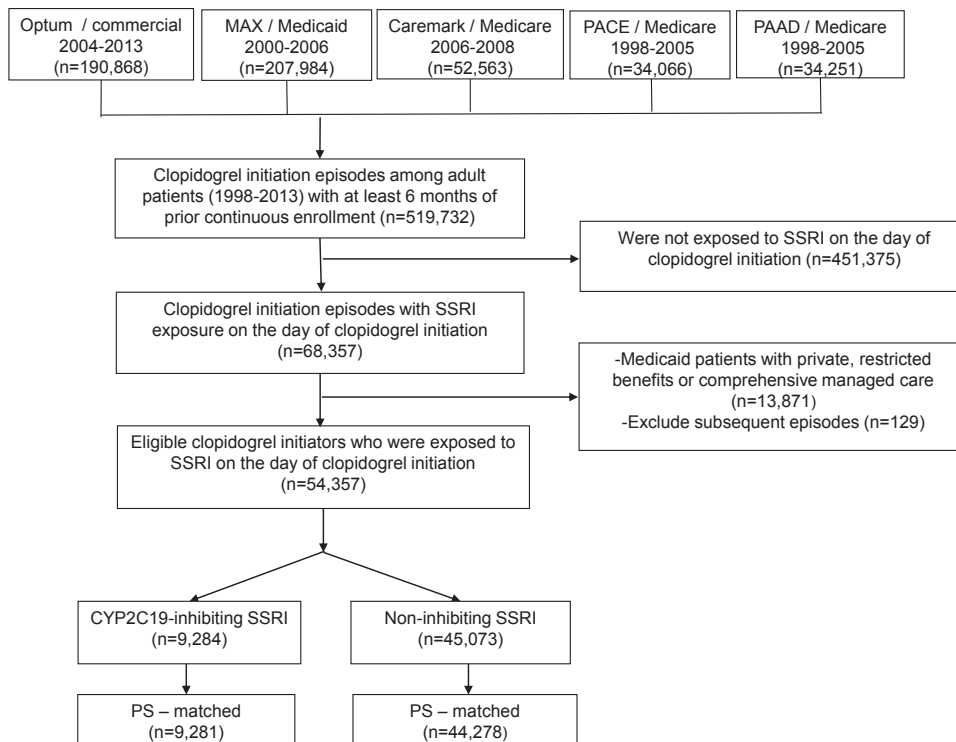 Optum / commercial
2004-2013
(n=190,868)
MAX / Medicaid
2000-2006
(n=207,984)
Caremark / Medicare
2006-2008
(n=52,563)
PACE / Medicare
1998-2005
(n=34,066)
PAAD / Medicare
1998-2005
(n=34,251)
Clopidogrel initiation episodes among adult
patients (1998-2013) with at least 6 months of
prior continuous enrollment (n=519,732)
Were not exposed to SSRI on the day of
clopidogrel initiation (n=451,375)
Clopidogrel initiation episodes with SSRI
exposure on the day of clopidogrel initiation
(n=68,357)
-Medicaid patients with private, restricted
benefits or comprehensive managed care
(n=13,871)
-Exclude subsequent episodes (n=129)
Eligible clopidogrel initiators who were exposed to
SSRI on the day of clopidogrel initiation
(n=54,357)
CYP2C19-inhibiting SSRI
(n=9,284)
Non-inhibiting SSRI
(n=45,073)
PS – matched
(n=9,281)
PS – matched
(n=44,278)